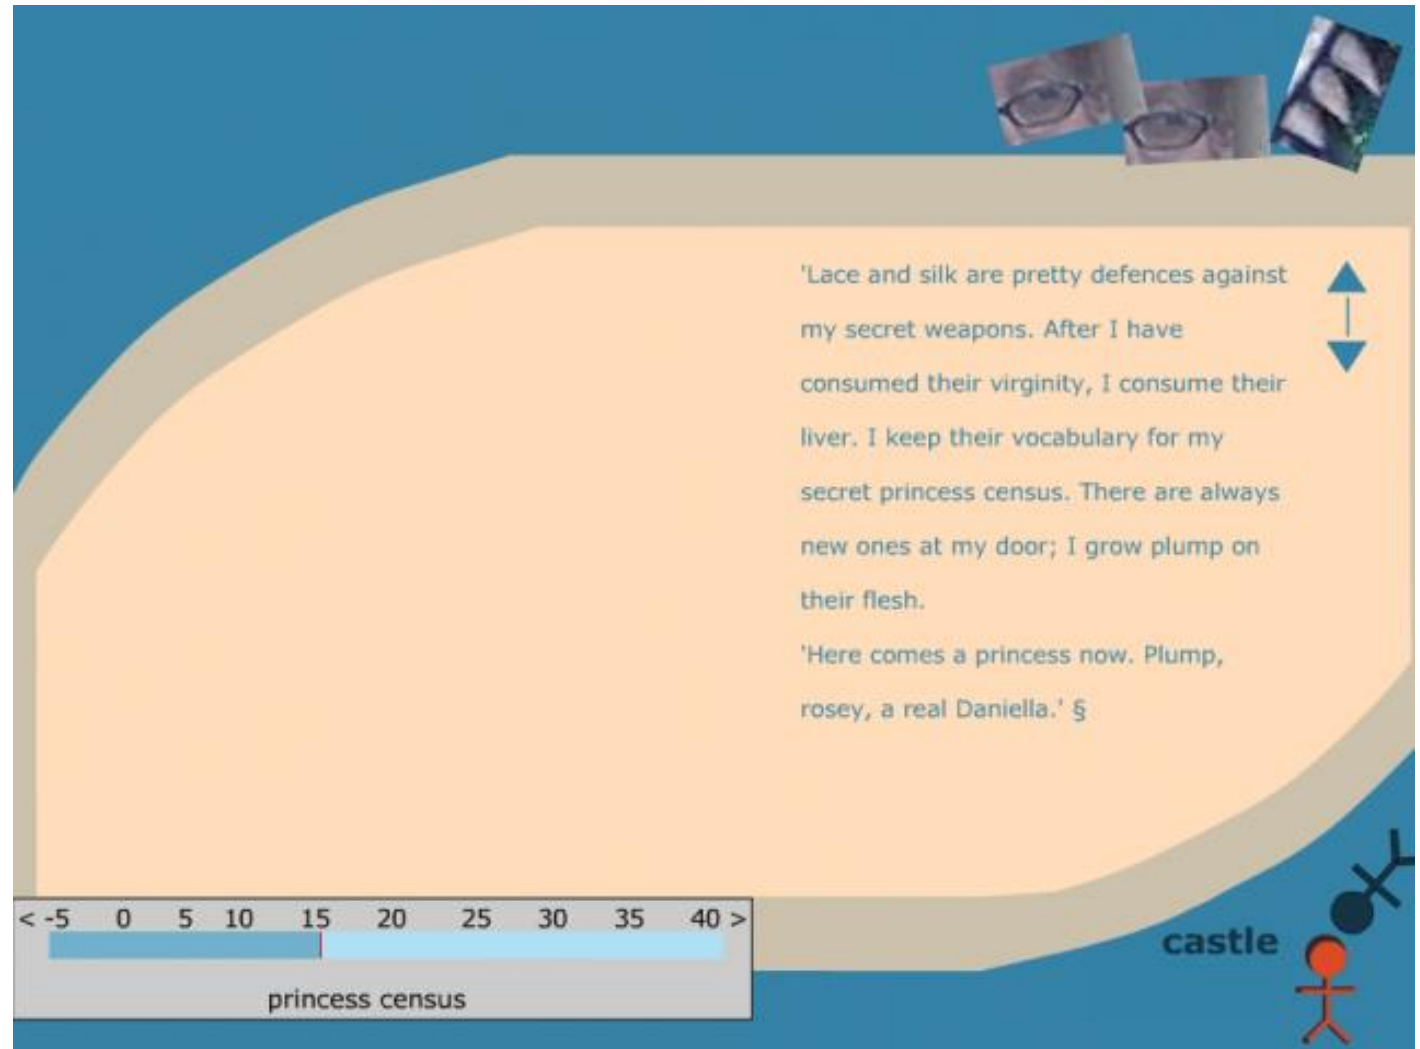 'Lace and silk are pretty defences against
my secret weapons. After I have
consumed their virginity, I consume their
liver. I keep their vocabulary for my
secret princess census. There are always
new ones at my door; I grow plump on
their flesh.
'Here comes a princess now. Plump,
rosey, a real Daniella.' §
castle
< -5 0 5 10 15 20 25 30 35 40 >
princess census